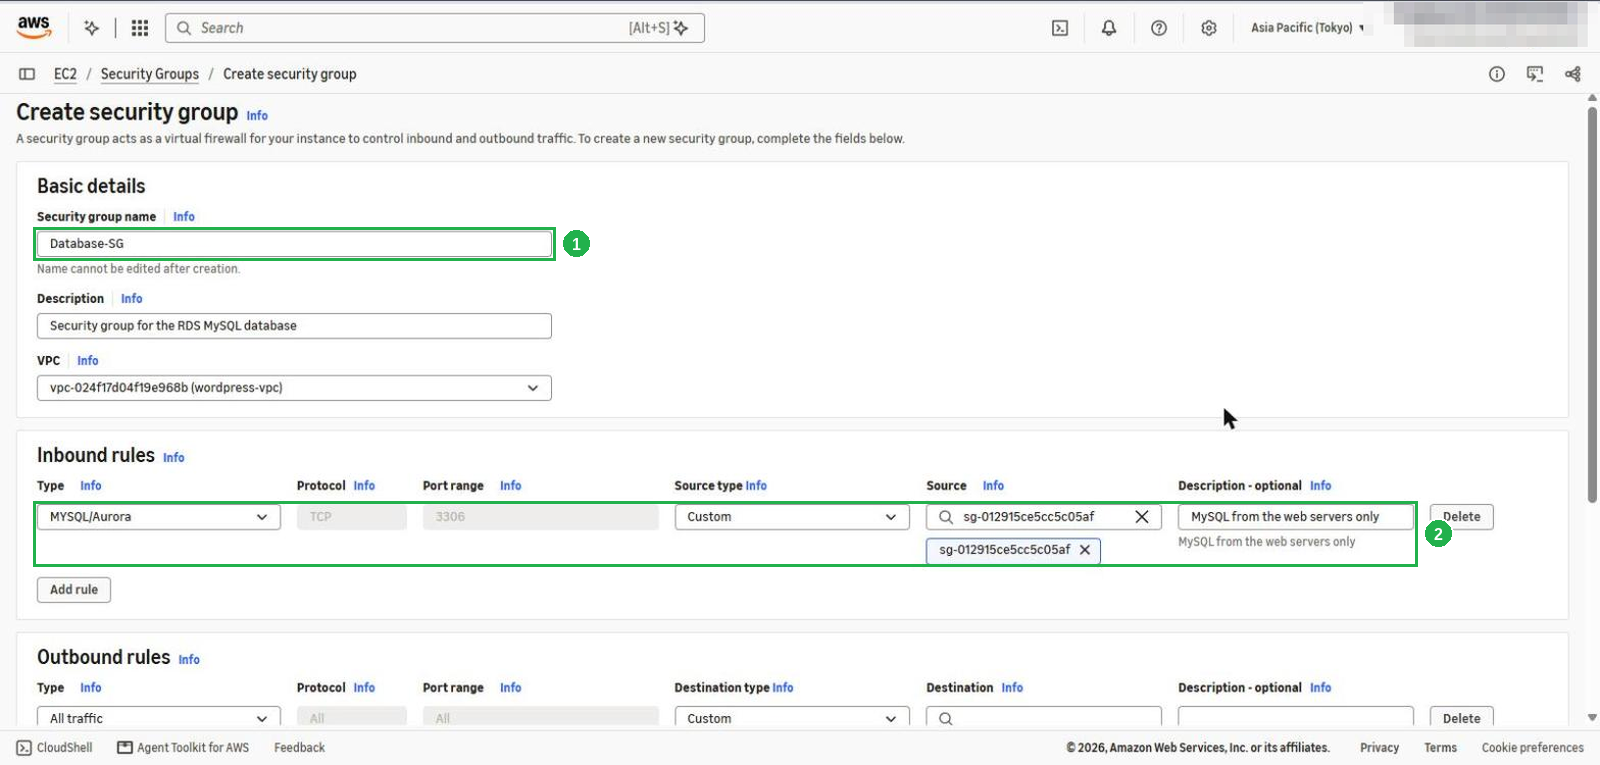 aws Search [Alt+S] Asia Pacific (Tokyo)
EC2 / Security Groups / Create security group
Create security group Info
A security group acts as a virtual firewall for your instance to control inbound and outbound traffic. To create a new security group, complete the fields below.
Basic details
Security group name Info
Database-SG 1
Name cannot be edited after creation.
Description Info
Security group for the RDS MySQL database
VPC Info
vpc-024f17d04f19e968b (wordpress-vpc)
Inbound rules Info
Type Info Protocol Info Port range Info Source type Info Source Info Description - optional Info
MYSQL/Aurora TCP 3306 Custom sg-012915ce5cc5c05af MySQL from the web servers only Delete
sg-012915ce5cc5c05af MySQL from the web servers only 2
Add rule
Outbound rules Info
Type Info Protocol Info Port range Info Destination type Info Destination Info Description - optional Info
All traffic All All Custom Delete
CloudShell Agent Toolkit for AWS Feedback © 2026, Amazon Web Services, Inc. or its affiliates. Privacy Terms Cookie preferences